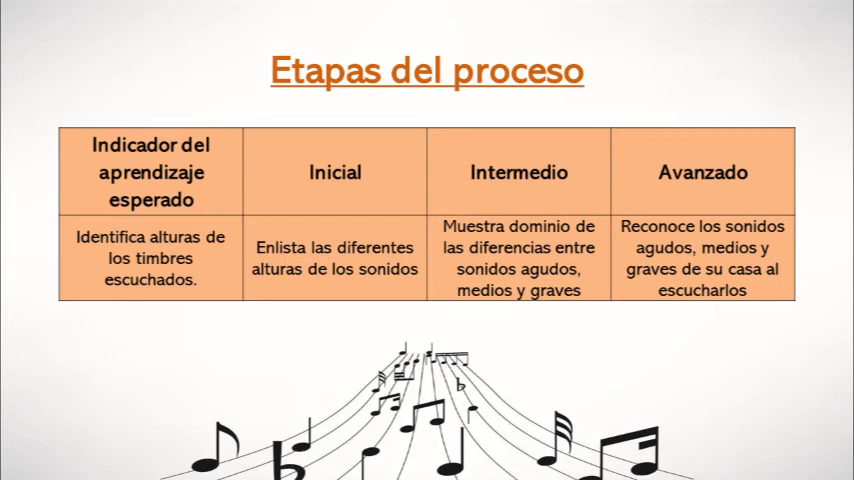 Etapas del proceso
Indicador del
aprendizaje
esperado
Inicial
Intermedio
Avanzado
Identifica alturas de
los timbres
escuchados.
Enlista las diferentes
alturas de los sonidos
Muestra dominio de
las diferencias entre
sonidos agudos,
medios y graves
Reconoce los sonidos
agudos, medios y
graves de su casa al
escucharlos